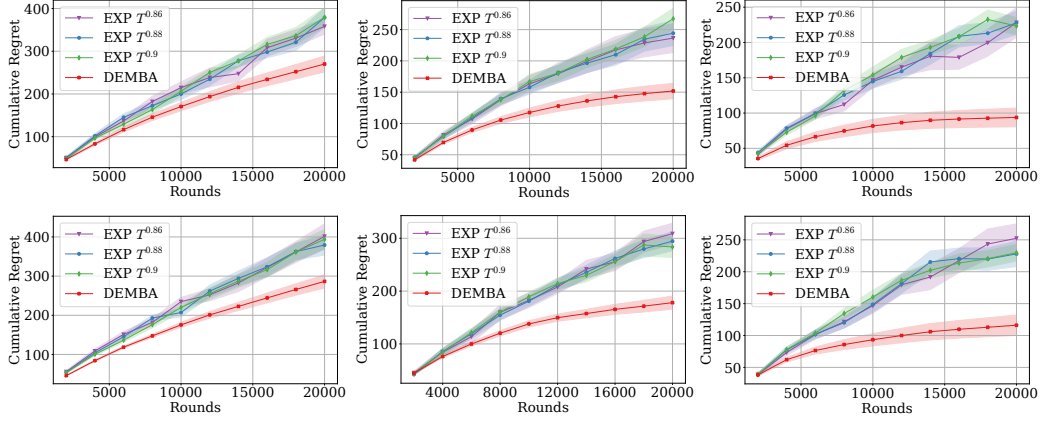 Cumulative Regret
400
300
200
100
EXP T^0.86
EXP T^0.88
EXP T^0.9
DEMBA
5000 10000 15000 20000
Rounds
Cumulative Regret
250
200
150
100
50
EXP T^0.86
EXP T^0.88
EXP T^0.9
DEMBA
5000 10000 15000 20000
Rounds
Cumulative Regret
250
200
150
100
50
EXP T^0.86
EXP T^0.88
EXP T^0.9
DEMBA
5000 10000 15000 20000
Rounds
Cumulative Regret
400
300
200
100
EXP T^0.86
EXP T^0.88
EXP T^0.9
DEMBA
5000 10000 15000 20000
Rounds
Cumulative Regret
300
200
100
EXP T^0.86
EXP T^0.88
EXP T^0.9
DEMBA
4000 8000 12000 16000 20000
Rounds
Cumulative Regret
250
200
150
100
50
EXP T^0.86
EXP T^0.88
EXP T^0.9
DEMBA
5000 10000 15000 20000
Rounds